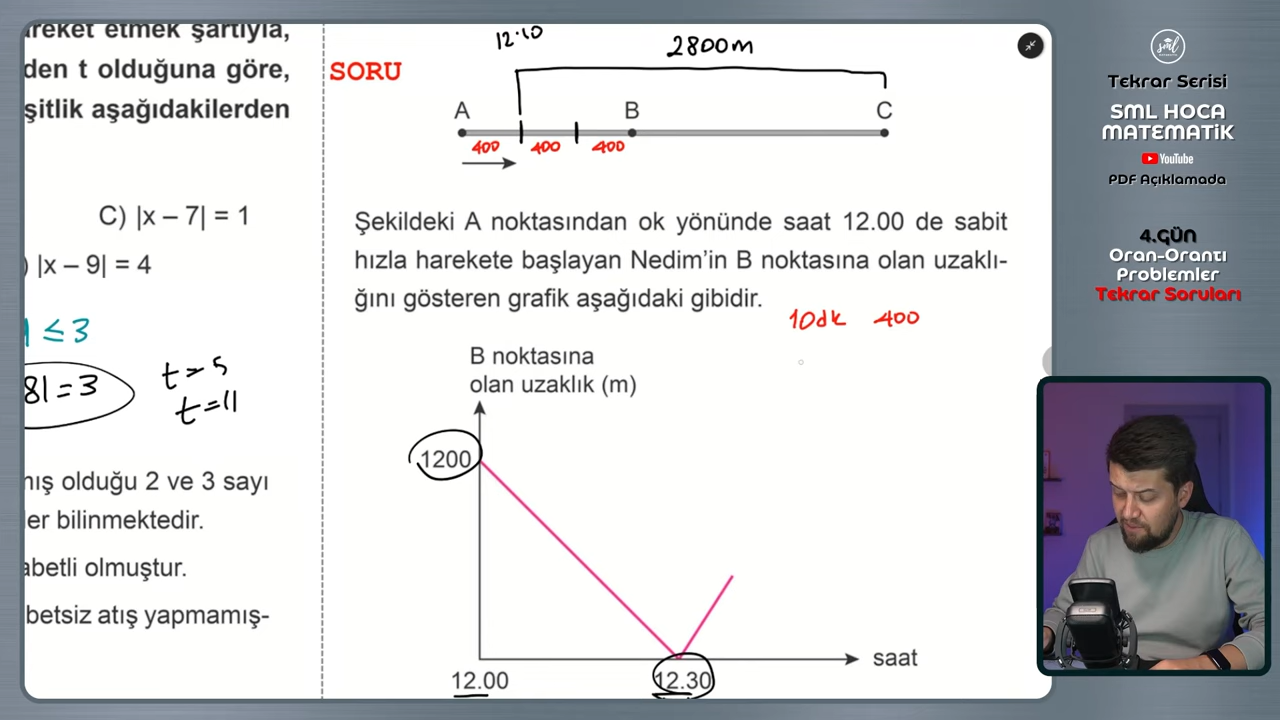 areket etmek şartıyla,
den t olduğuna göre,
şitlik aşağıdakilerden
C) |x – 7| = 1
) |x – 9| = 4
≤ 3
8| = 3
t = 5
t = 11
mış olduğu 2 ve 3 sayı
ler bilinmektedir.
abetli olmuştur.
betsiz atış yapmamış-
SORU
12.10
2800m
A B C
400 400 400
Şekildeki A noktasından ok yönünde saat 12.00 de sabit
hızla harekete başlayan Nedim'in B noktasına olan uzaklı-
ğını gösteren grafik aşağıdaki gibidir.
10dk 400
B noktasına
olan uzaklık (m)
1200
saat
12.00 12.30
sml
Tekrar Serisi
SML HOCA
MATEMATİK
YouTube
PDF Açıklamada
4.GÜN
Oran-Orantı
Problemler
Tekrar Soruları